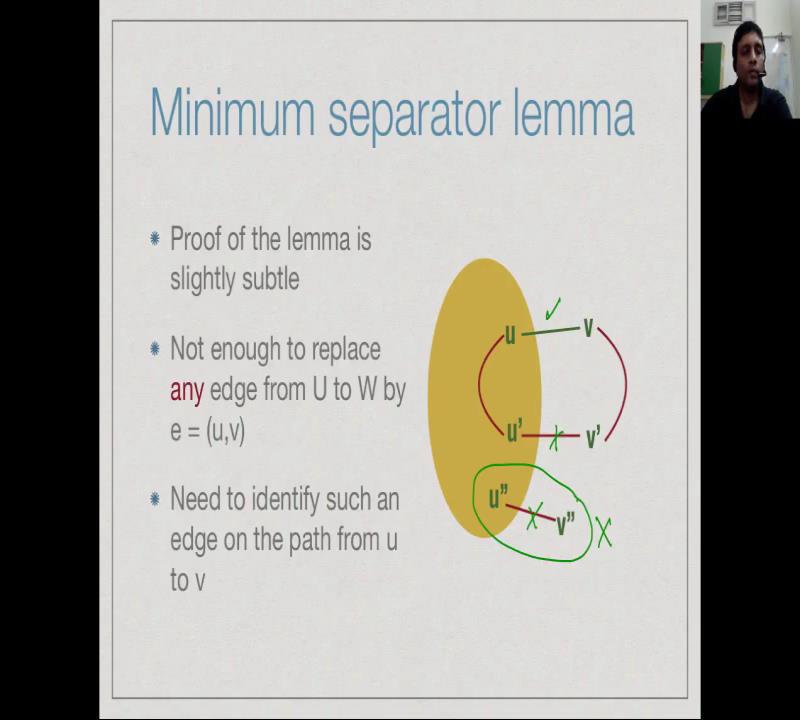 Minimum separator lemma
Proof of the lemma is
slightly subtle
Not enough to replace
any edge from U to W by
e = (u,v)
Need to identify such an
edge on the path from u
to v
u v
u' v'
u" v"